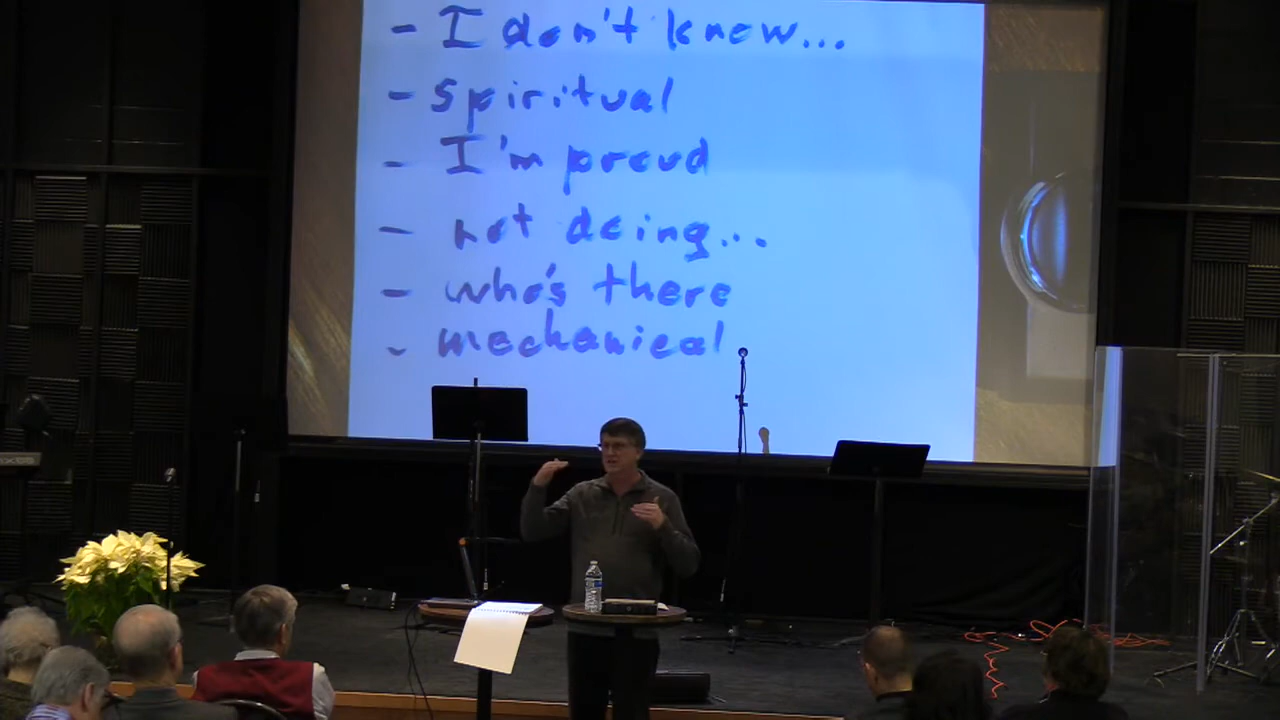 - I don't know...
- spiritual
- I'm proud
- not doing...
- who's there
- mechanical